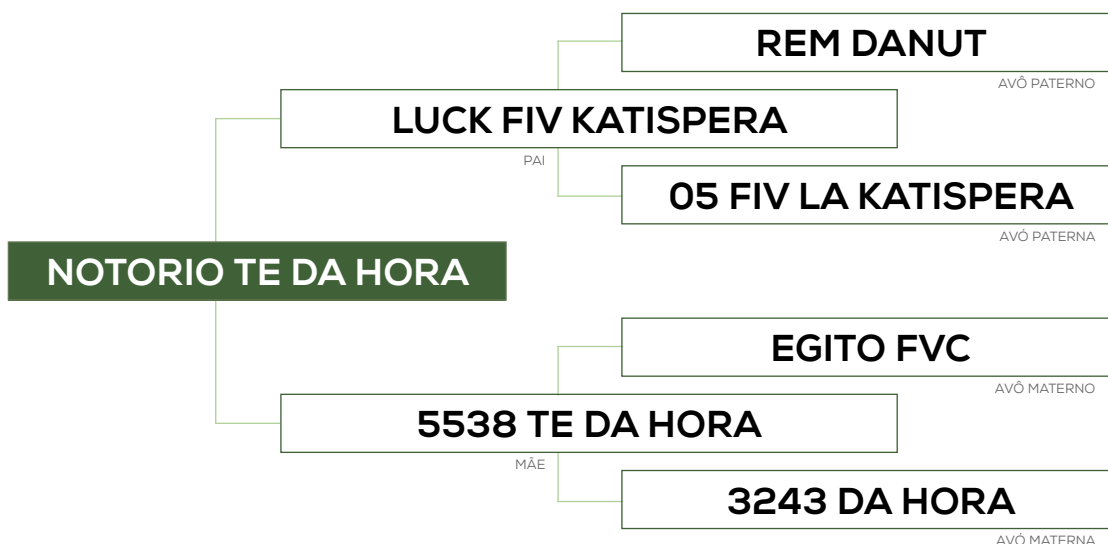 REM DANUT
AVÔ PATERNO
LUCK FIV KATISPERA
PAI
05 FIV LA KATISPERA
AVÓ PATERNA
NOTORIO TE DA HORA
EGITO FVC
AVÔ MATERNO
5538 TE DA HORA
MÃE
3243 DA HORA
AVÓ MATERNA